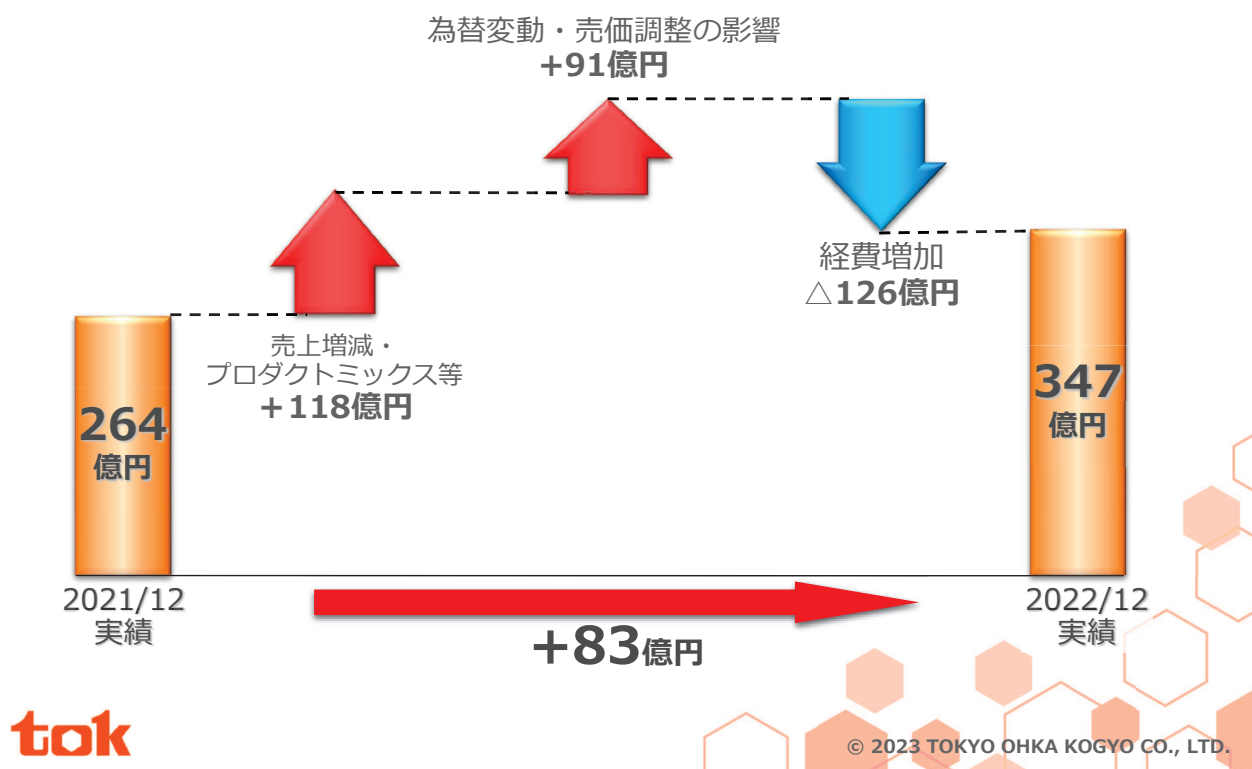 為替変動・売価調整の影響
+91億円
売上増減・
プロダクトミックス等
+118億円
経費増加
△126億円
264
億円
347
億円
2021/12
実績
2022/12
実績
+83億円
tok
© 2023 TOKYO OHKA KOGYO CO., LTD.